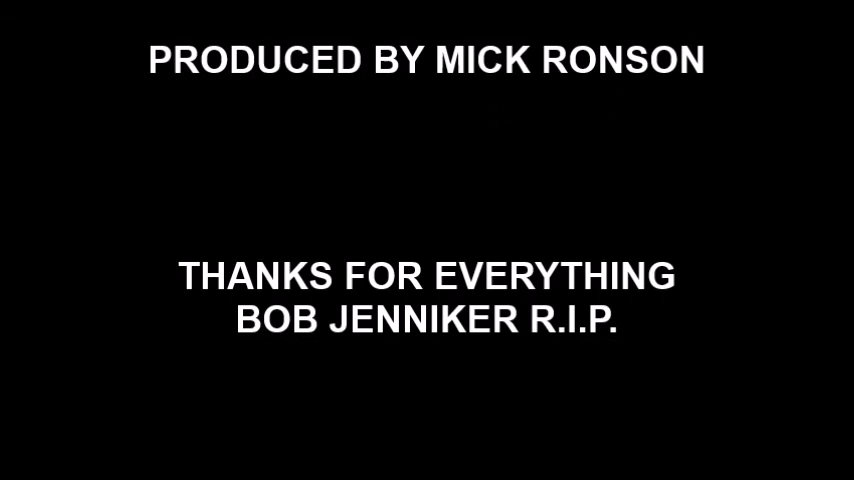 PRODUCED BY MICK RONSON
THANKS FOR EVERYTHING
BOB JENNIKER R.I.P.